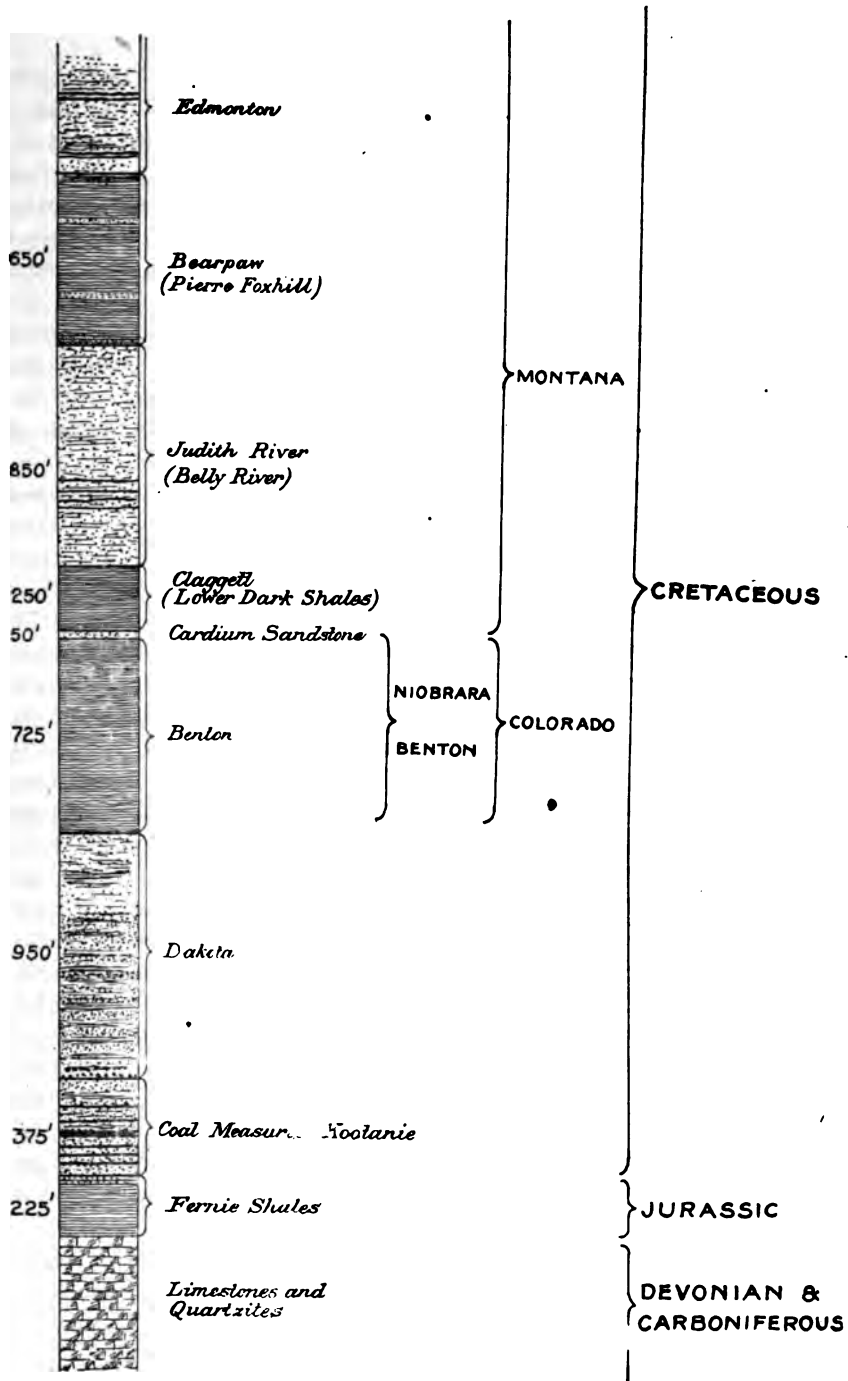 Edmonton
650'
Bearpaw
(Pierre Foxhill)
MONTANA
850'
Judith River
(Belly River)
250'
Claggett
(Lower Dark Shales)
CRETACEOUS
50'
Cardium Sandstone
NIOBRARA
725'
Benton
BENTON
COLORADO
950'
Dakota
375'
Coal Measur
225'
Fernie Shales
JURASSIC
Limestones and
Quartzites
DEVONIAN &
CARBONIFEROUS